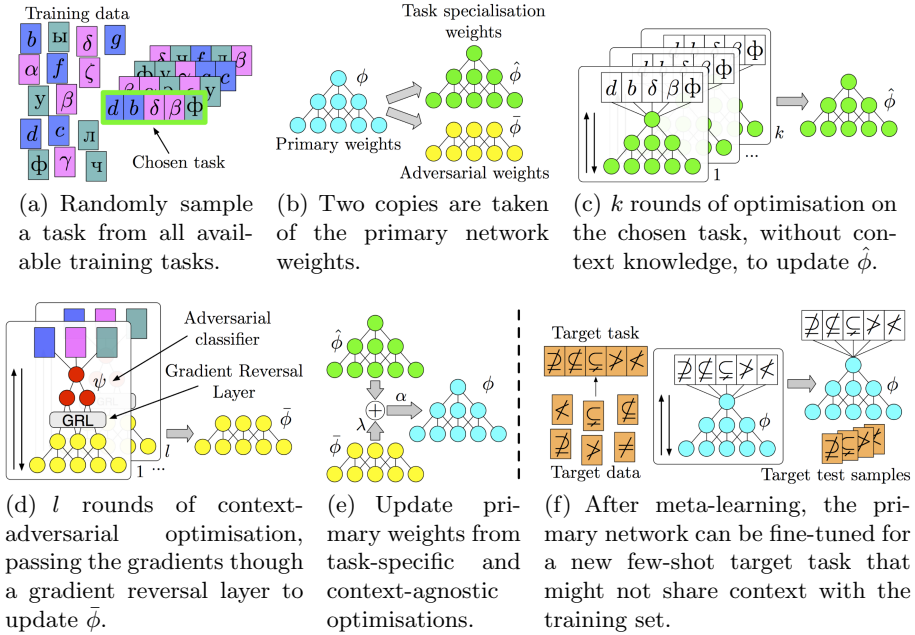 Training data
b ы δ g
α f ζ
у β
d c л
ф γ ч
δ ч f л β
d b δ β ф
Chosen task
(a) Randomly sample
a task from all avail-
able training tasks.
Task specialisation
weights
ϕ
ϕ̂
ϕ̄
Primary weights
Adversarial weights
(b) Two copies are taken
of the primary network
weights.
d b δ β ф
k
1 ...
ϕ̂
(c) k rounds of optimisation on
the chosen task, without con-
text knowledge, to update ϕ̂.
Adversarial
classifier
ψ
Gradient Reversal
Layer
GRL
ϕ̄
l
1 ...
(d) l rounds of context-
adversarial optimisation,
passing the gradients though
a gradient reversal layer to
update ϕ̄.
ϕ̂
ϕ
+ α
λ
ϕ̄
(e) Update pri-
mary weights from
task-specific and
context-agnostic
optimisations.
Target task
⊉ ⊈ ⊊ ≯ ≮
≮ ⊊ ⊈
⊉ ≯ ≠
Target data
⊉ ⊈ ⊊ ≯ ≮
ϕ
⊉ ⊈ ⊊ ≯ ≮
ϕ
Target test samples
(f) After meta-learning, the pri-
mary network can be fine-tuned for
a new few-shot target task that
might not share context with the
training set.